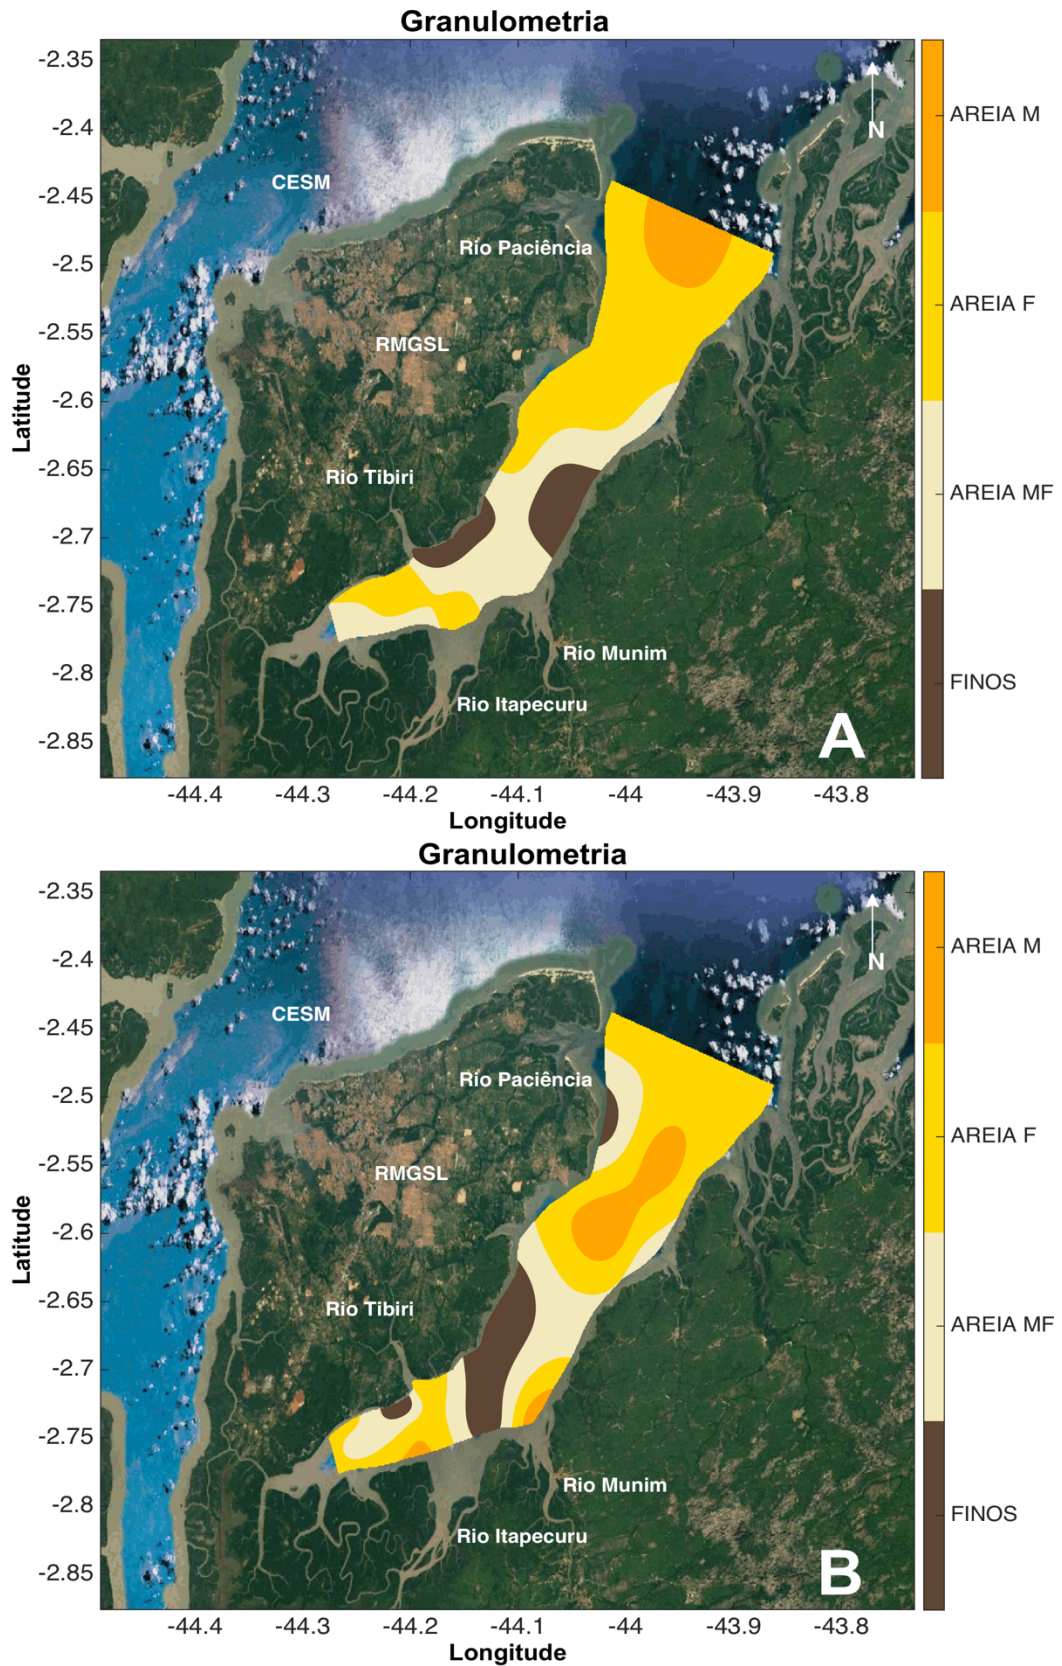 Granulometria
-2.35
-2.4
-2.45
-2.5
-2.55
-2.6
-2.65
-2.7
-2.75
-2.8
-2.85
Latitude
N
CESM
Rio Paciência
RMGSL
Rio Tibiri
Rio Munim
Rio Itapecuru
A
AREIA M
AREIA F
AREIA MF
FINOS
-44.4 -44.3 -44.2 -44.1 -44 -43.9 -43.8
Longitude
Granulometria
-2.35
-2.4
-2.45
-2.5
-2.55
-2.6
-2.65
-2.7
-2.75
-2.8
-2.85
Latitude
N
CESM
Rio Paciência
RMGSL
Rio Tibiri
Rio Munim
Rio Itapecuru
B
AREIA M
AREIA F
AREIA MF
FINOS
-44.4 -44.3 -44.2 -44.1 -44 -43.9 -43.8
Longitude